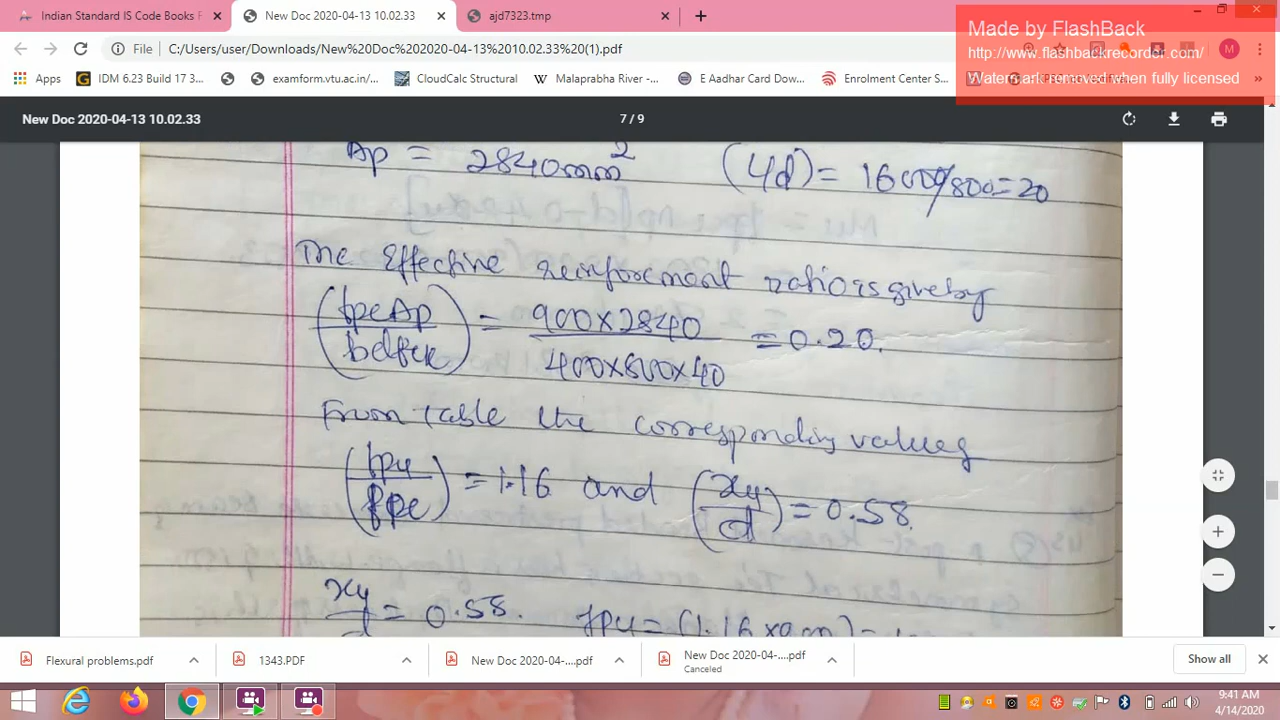 Indian Standard IS Code Books F
New Doc 2020-04-13 10.02.33
ajd7323.tmp
Made by FlashBack
http://www.flashbackrecorder.com/
Watermark removed when fully licensed
File
C:/Users/user/Downloads/New%20Doc%202020-04-13%2010.02.33%20(1).pdf
M
Apps
IDM 6.23 Build 17 3...
examform.vtu.ac.in/...
CloudCalc Structural
Malaprabha River -...
E Aadhar Card Dow...
Enrolment Center S...
New Doc 2020-04-13 10.02.33
7 / 9
Ap = 2840mm² (L/d) = 16000/800=20
The Effective reinforcement ratio is give by
(fpe Ap / bdfck) = 900×2840 / 400×800×40 = 0.20.
From table the corresponding values
(fpu / fpe) = 1.16 and (xu / d) = 0.58.
xu / d = 0.58. fpu = (1.16 ×
Flexural problems.pdf
1343.PDF
New Doc 2020-04-....pdf
New Doc 2020-04-....pdf
Canceled
Show all
9:41 AM
4/14/2020